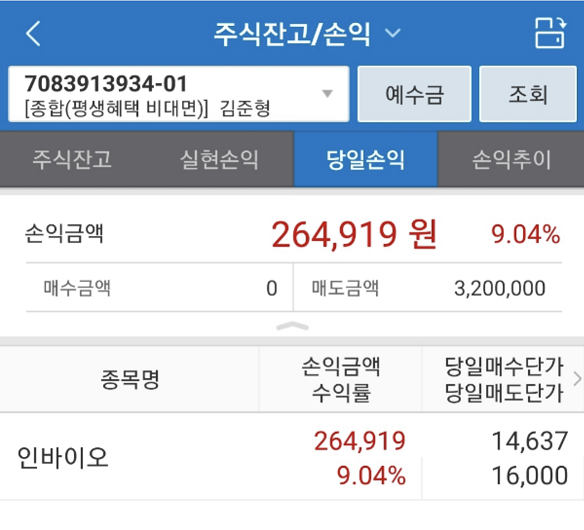 주식잔고/손익
7083913934-01
[종합(평생혜택 비대면)] 김준형
예수금
조회
주식잔고 실현손익 당일손익 손익추이
손익금액 264,919 원 9.04%
매수금액 0 매도금액 3,200,000
종목명
손익금액
수익률
당일매수단가
당일매도단가
인바이오
264,919
9.04%
14,637
16,000